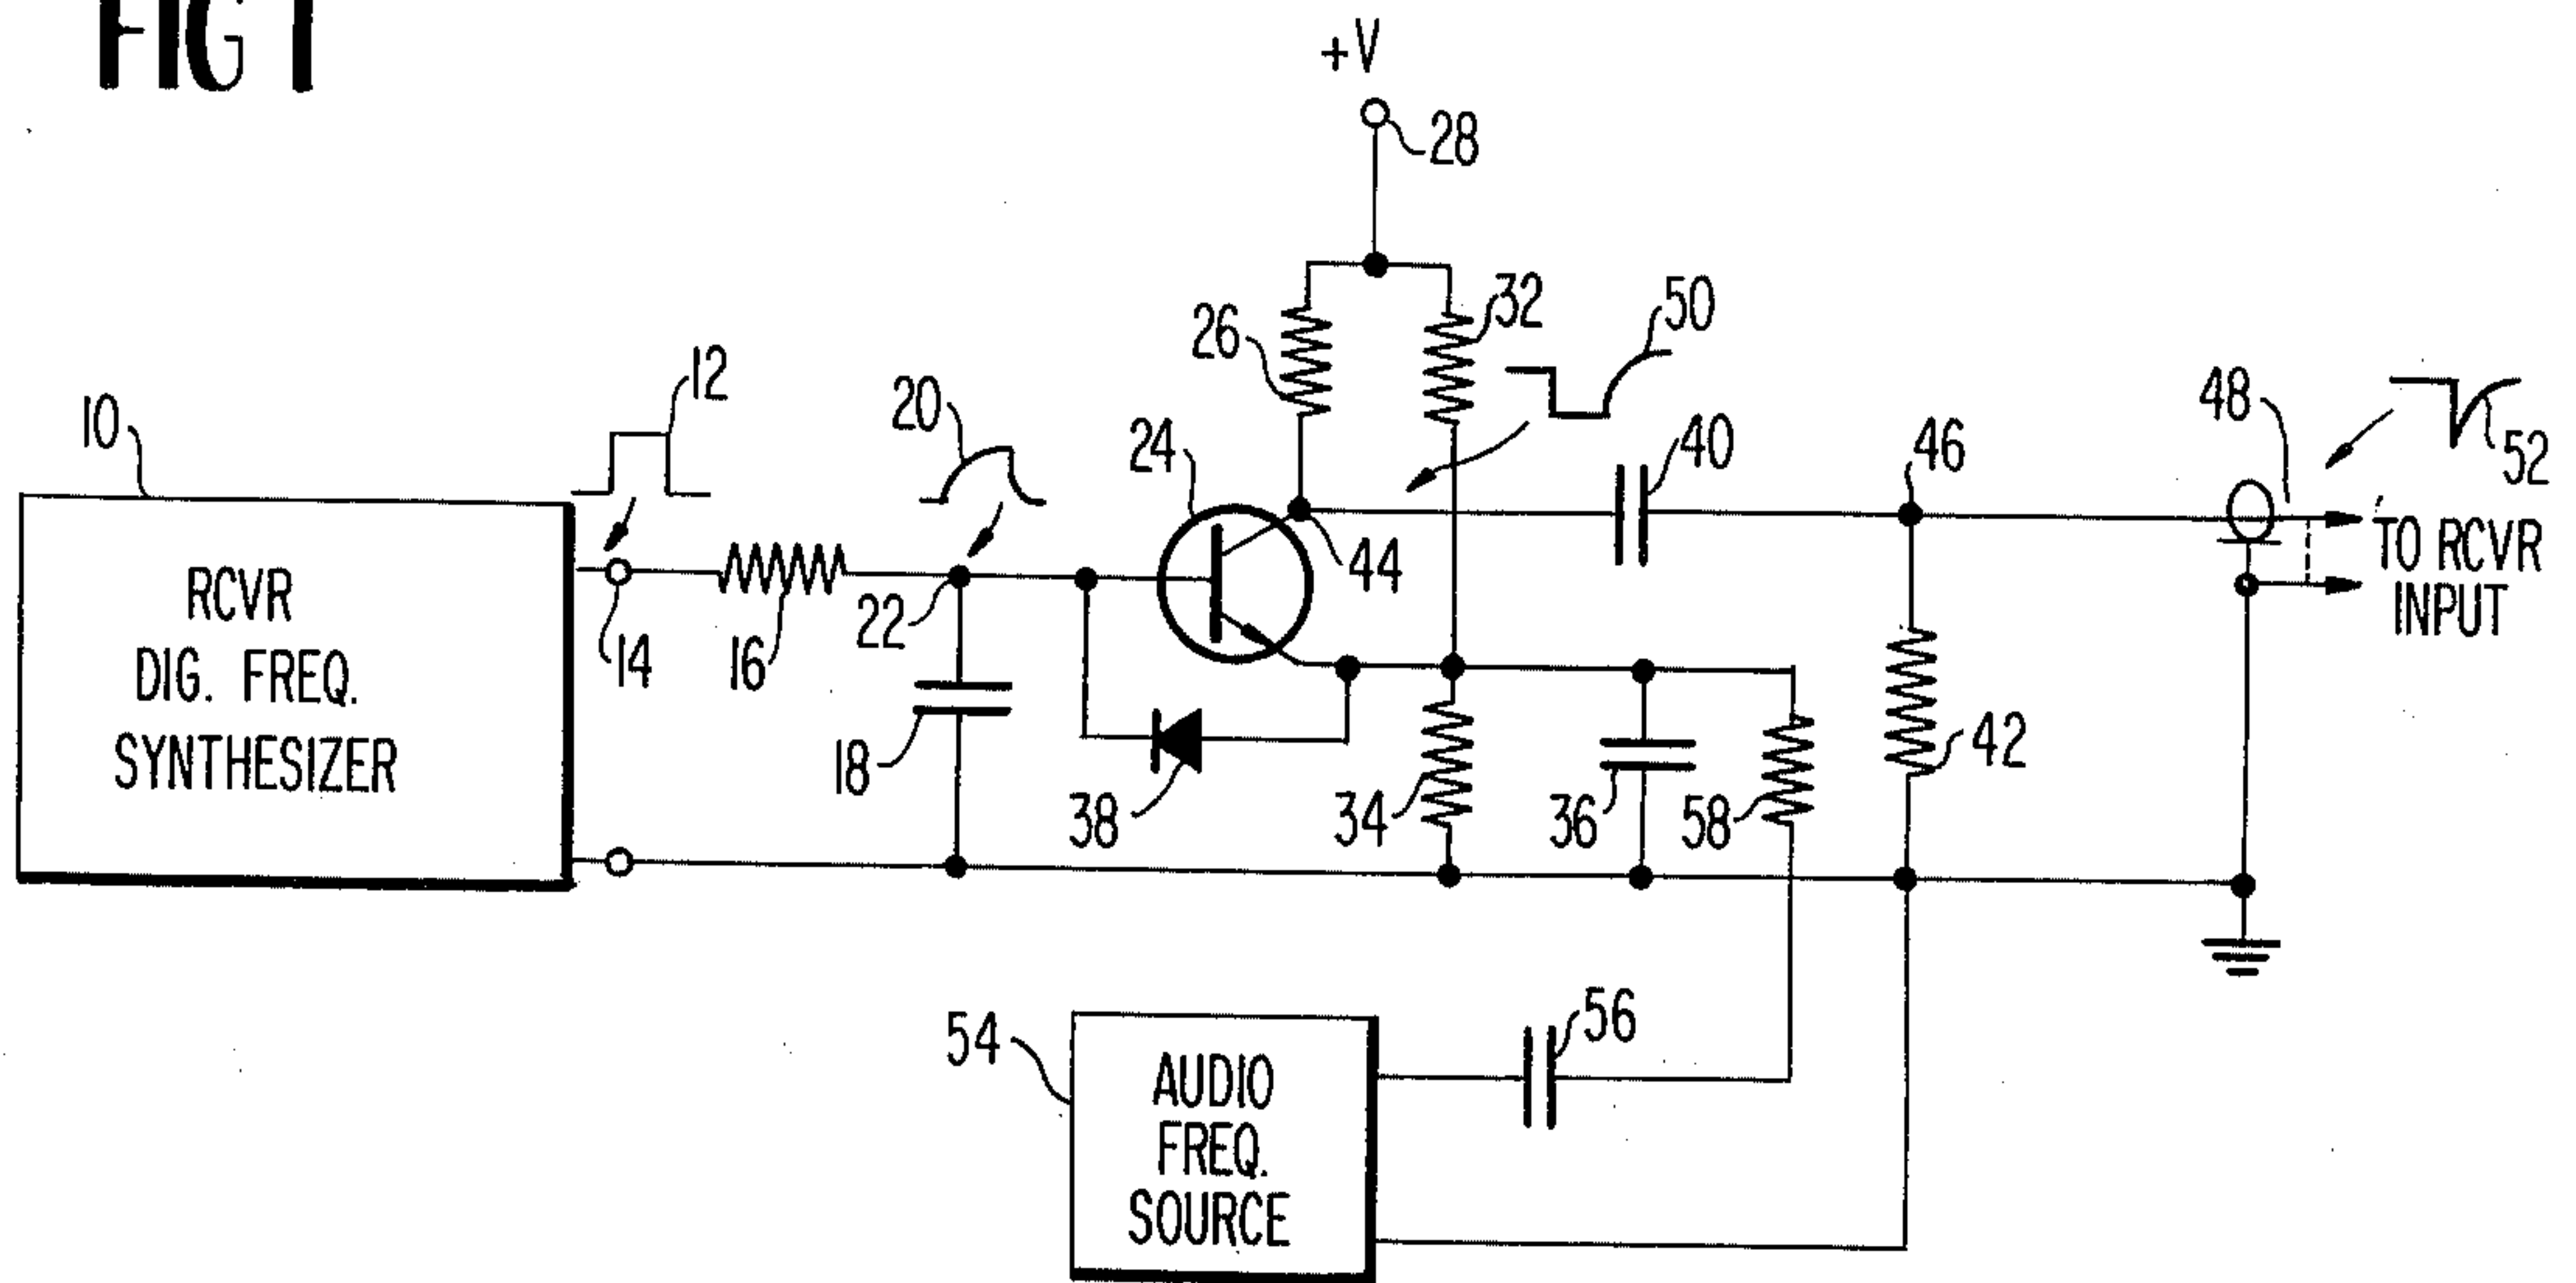 FIG 1
+V
28
26
32
50
12
10
20
24
40
46
48
52
44
TO RCVR
INPUT
RCVR
DIG. FREQ.
SYNTHESIZER
14
16
22
18
38
34
36
58
42
54
56
AUDIO
FREQ.
SOURCE